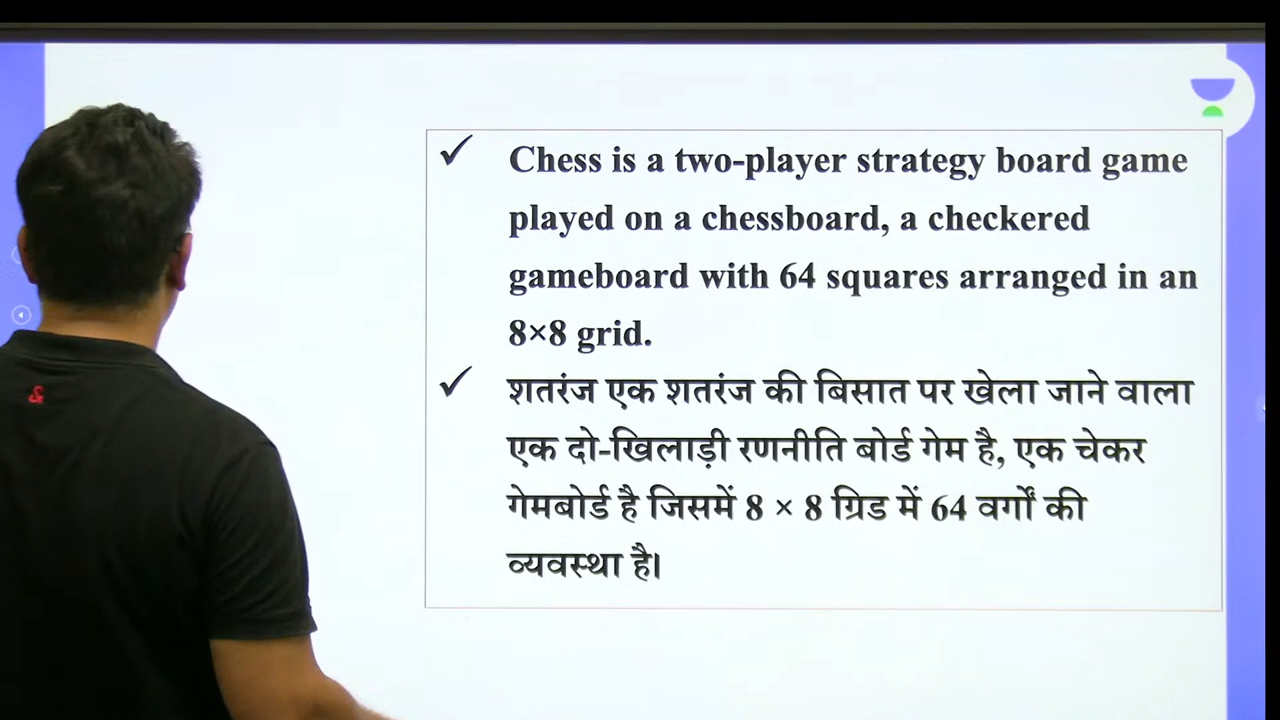 Chess is a two-player strategy board game
played on a chessboard, a checkered
gameboard with 64 squares arranged in an
8×8 grid.
शतरंज एक शतरंज की बिसात पर खेला जाने वाला
एक दो-खिलाड़ी रणनीति बोर्ड गेम है, एक चेकर
गेमबोर्ड है जिसमें 8 × 8 ग्रिड में 64 वर्गों की
व्यवस्था है।
&